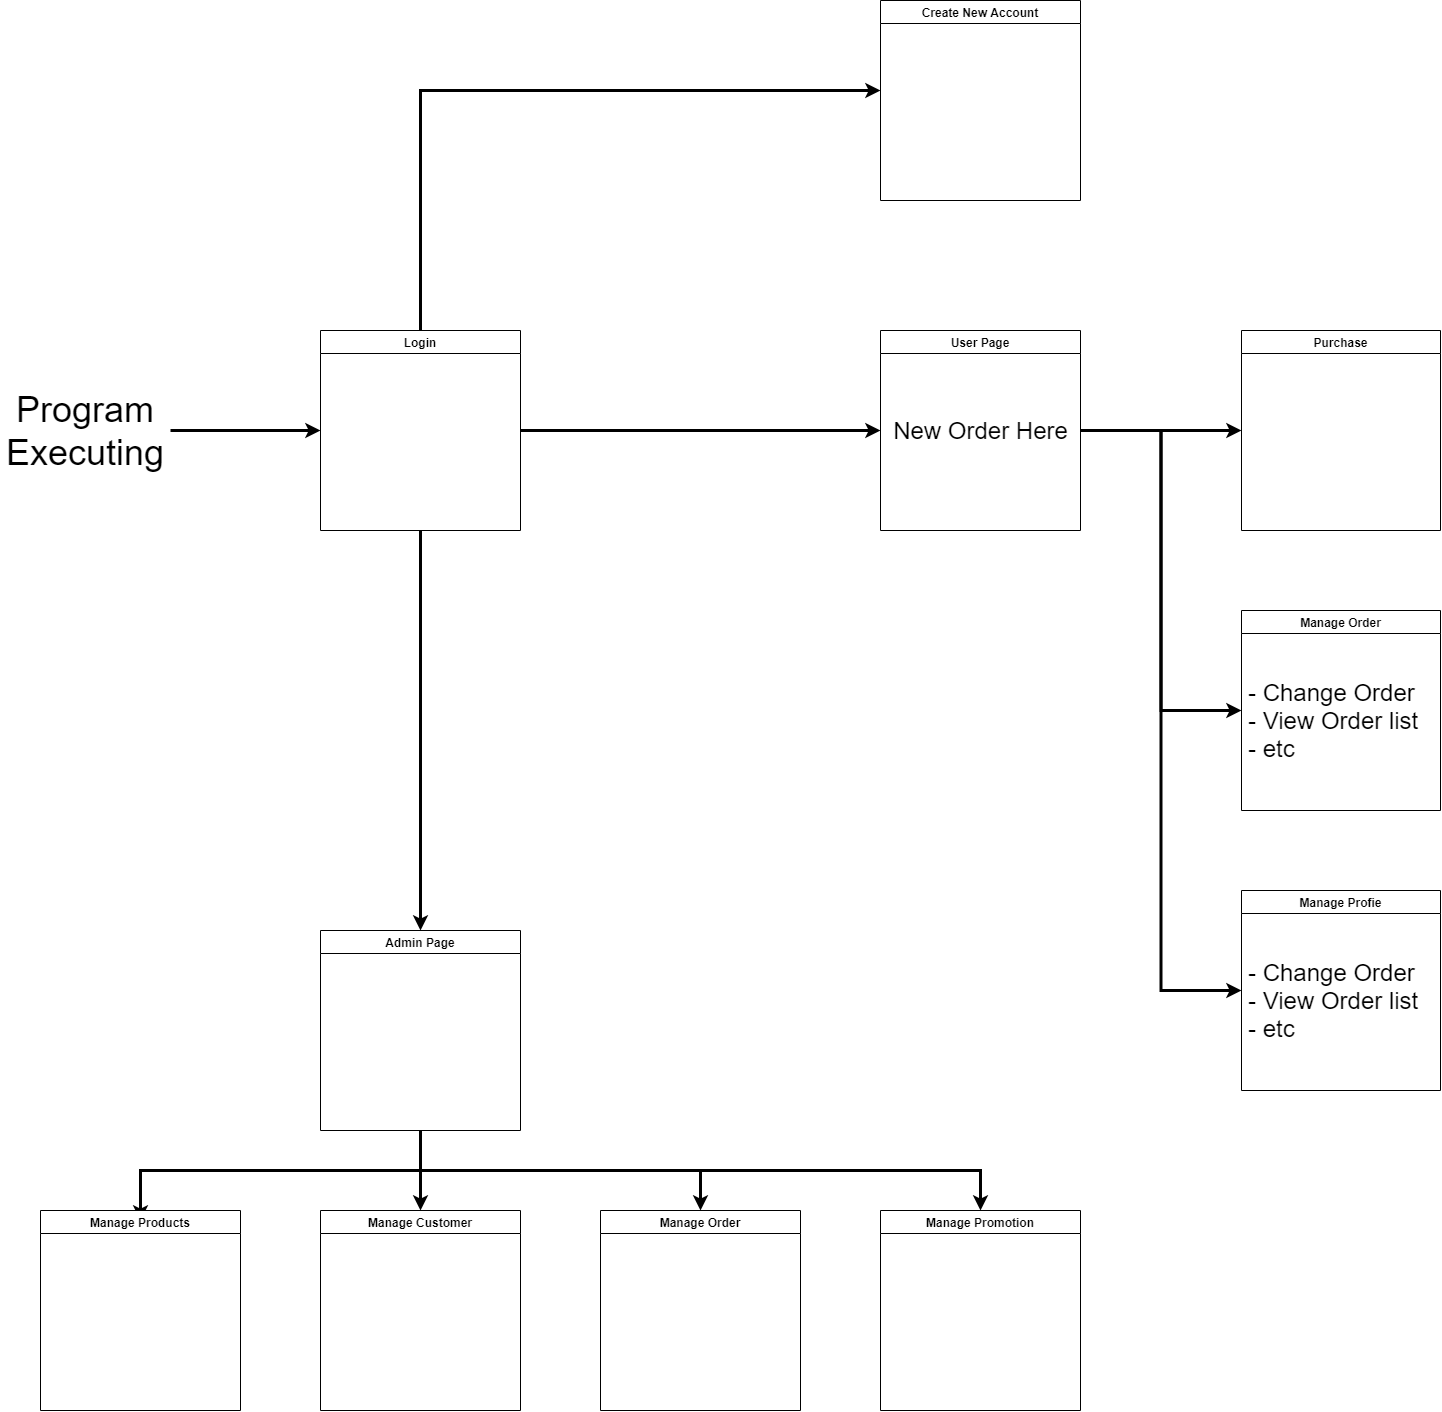 Create New Account
Login
User Page
Purchase
Program
Executing
New Order Here
Manage Order
- Change Order
- View Order list
- etc
Manage Profie
- Change Order
- View Order list
- etc
Admin Page
Manage Products
Manage Customer
Manage Order
Manage Promotion